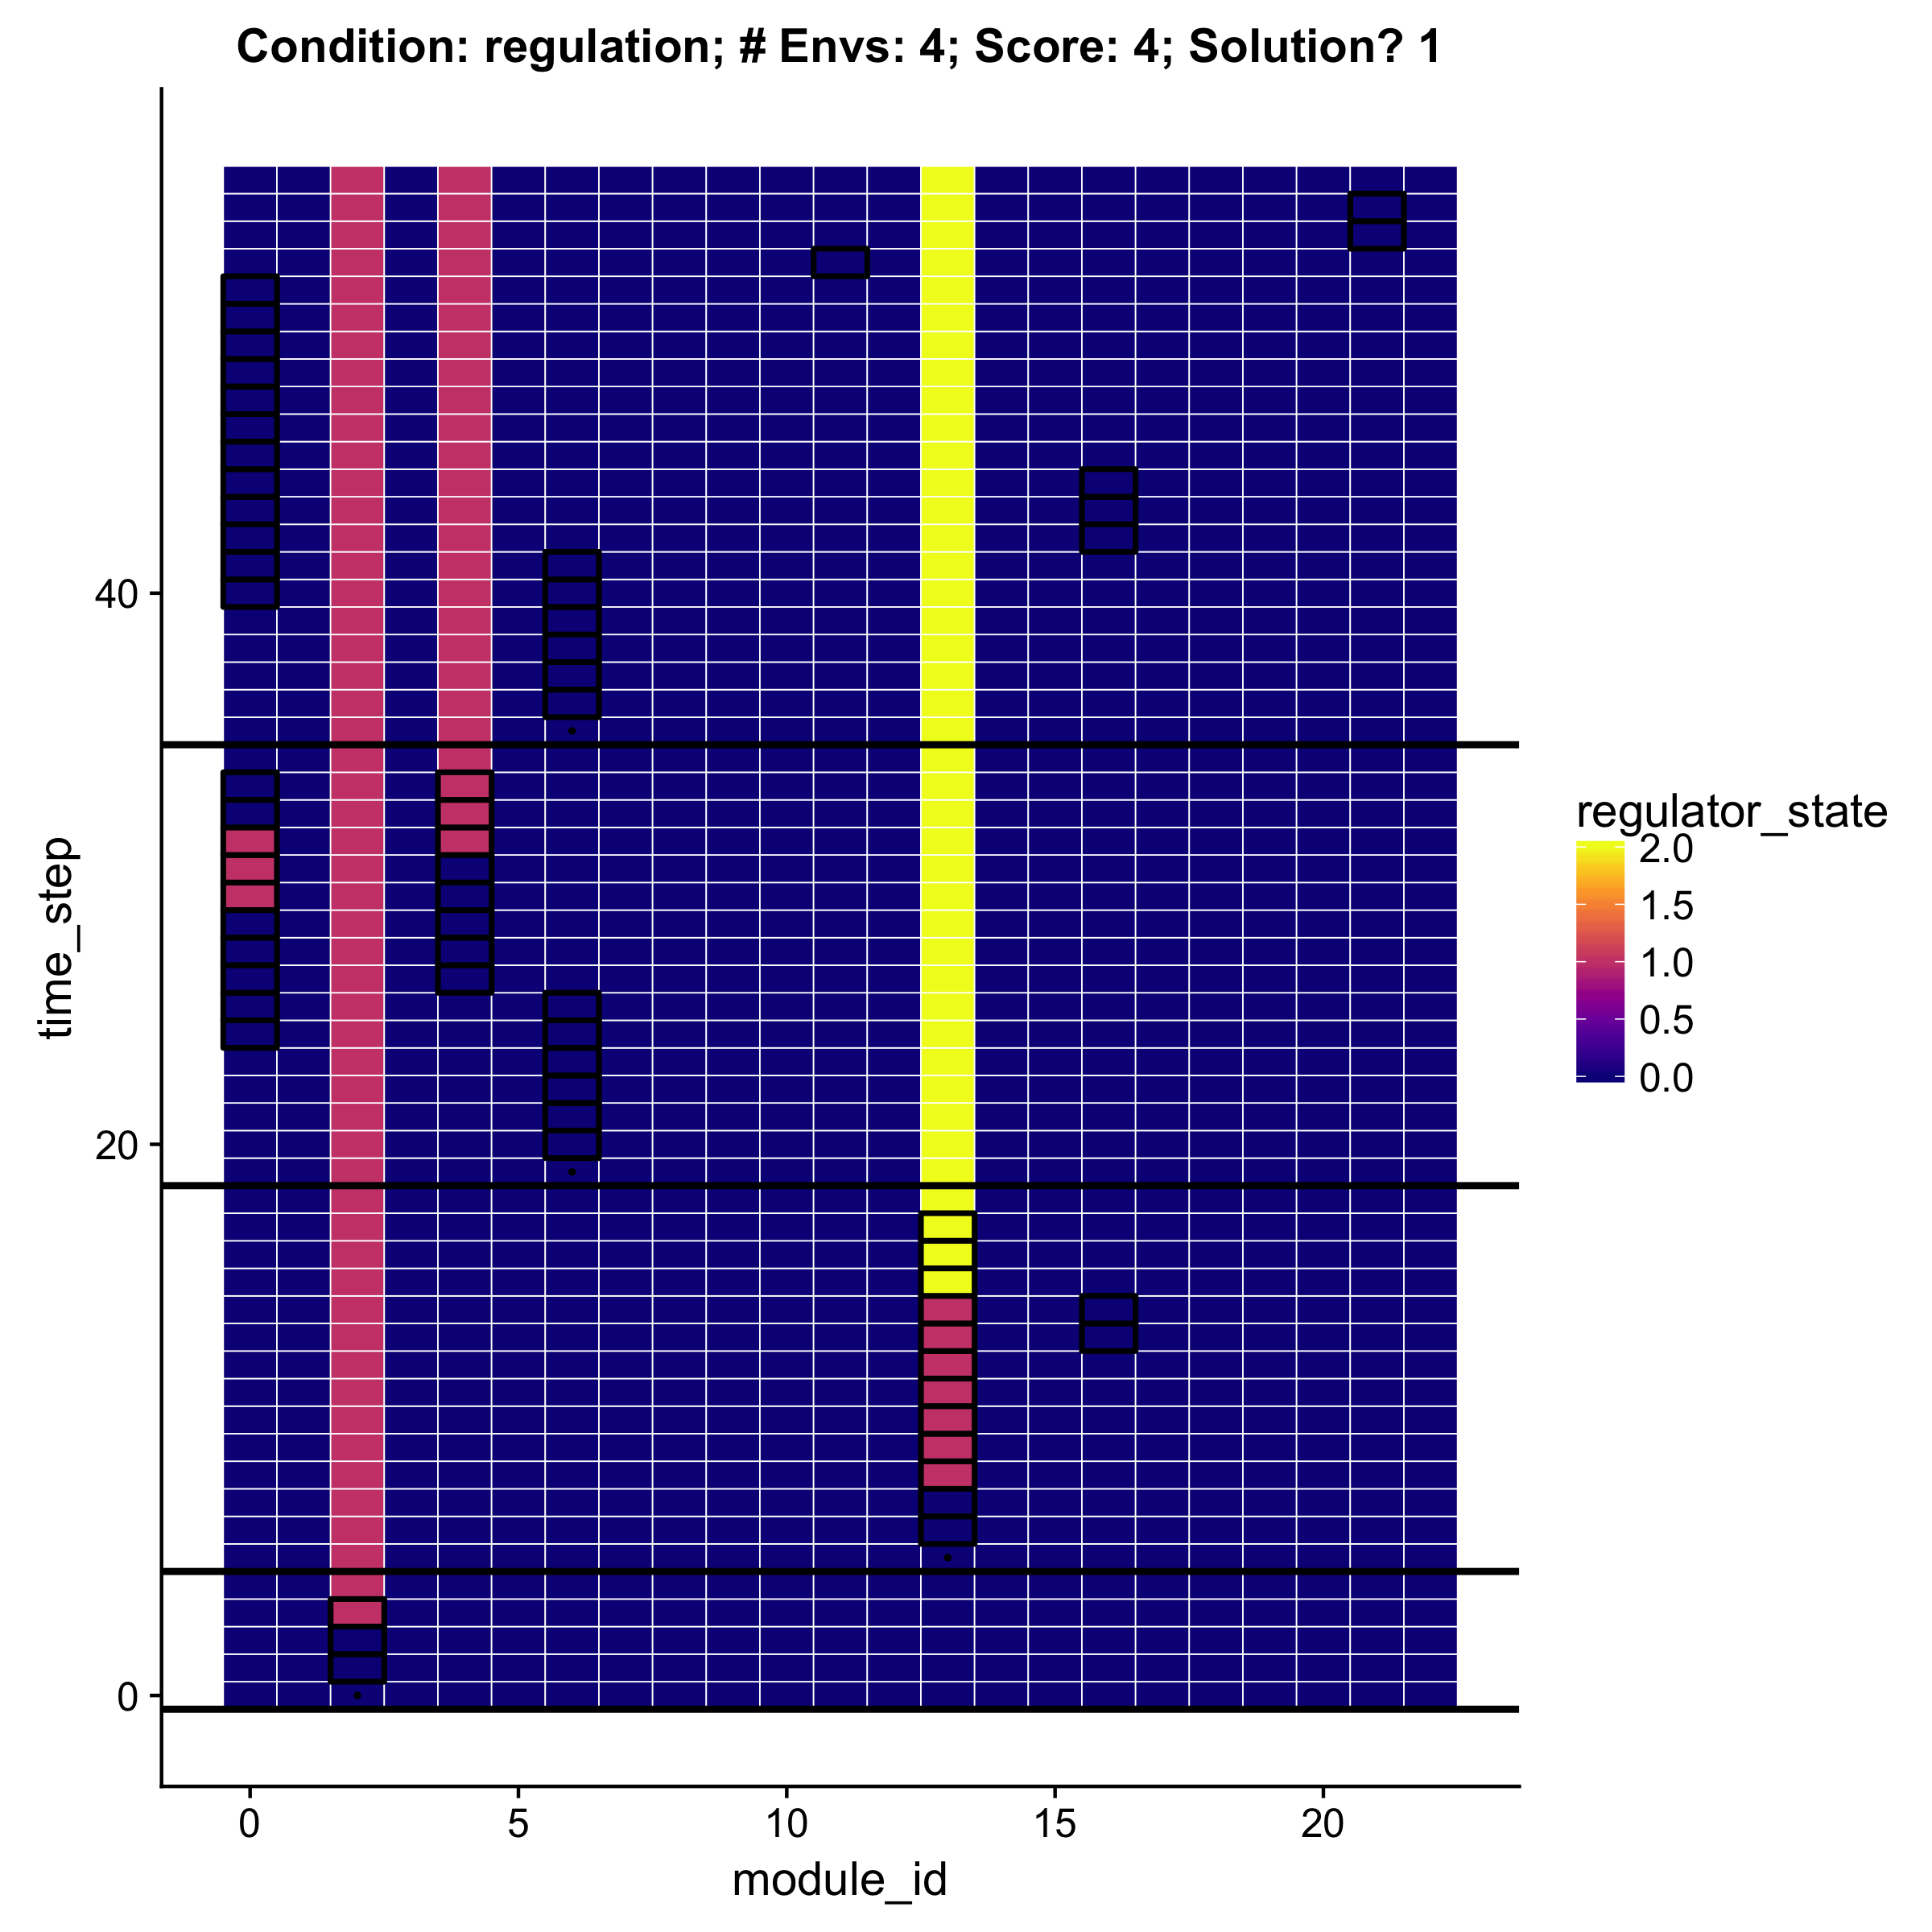 Condition: regulation; # Envs: 4; Score: 4; Solution? 1
time_step
40
20
0
0 5 10 15 20
module_id
regulator_state
2.0
1.5
1.0
0.5
0.0